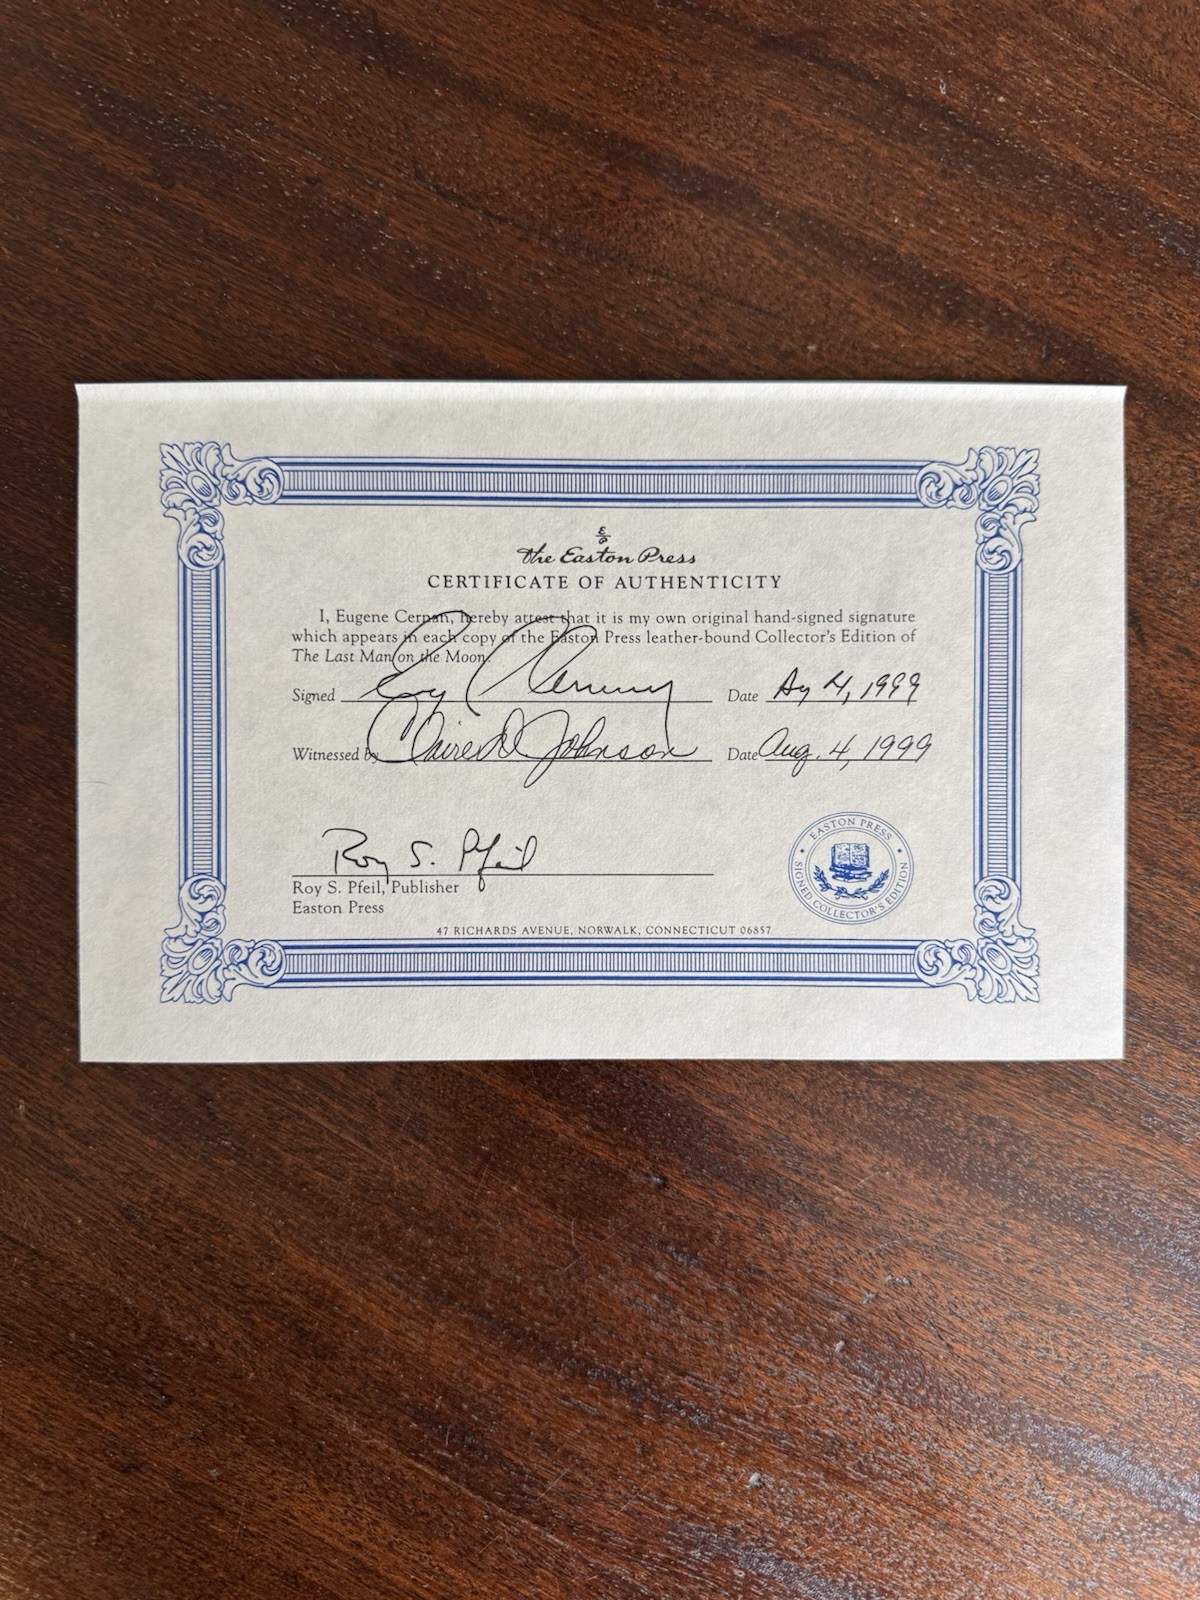 E
P
the Easton Press
CERTIFICATE OF AUTHENTICITY
I, Eugene Cernan, hereby attest that it is my own original hand-signed signature
which appears in each copy of the Easton Press leather-bound Collector's Edition of
The Last Man on the Moon.
Signed Date Ag 4, 1999
Witnessed by Claire D Johnson Date Aug. 4, 1999
Roy S. Pfeil
Roy S. Pfeil, Publisher
Easton Press
EASTON PRESS
SIGNED COLLECTOR'S EDITION
47 RICHARDS AVENUE, NORWALK, CONNECTICUT 06857